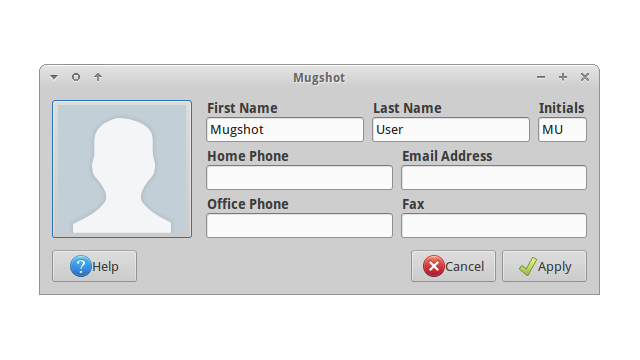 Mugshot
First Name Last Name Initials
Mugshot User MU
Home Phone Email Address
Office Phone Fax
? Help Cancel Apply